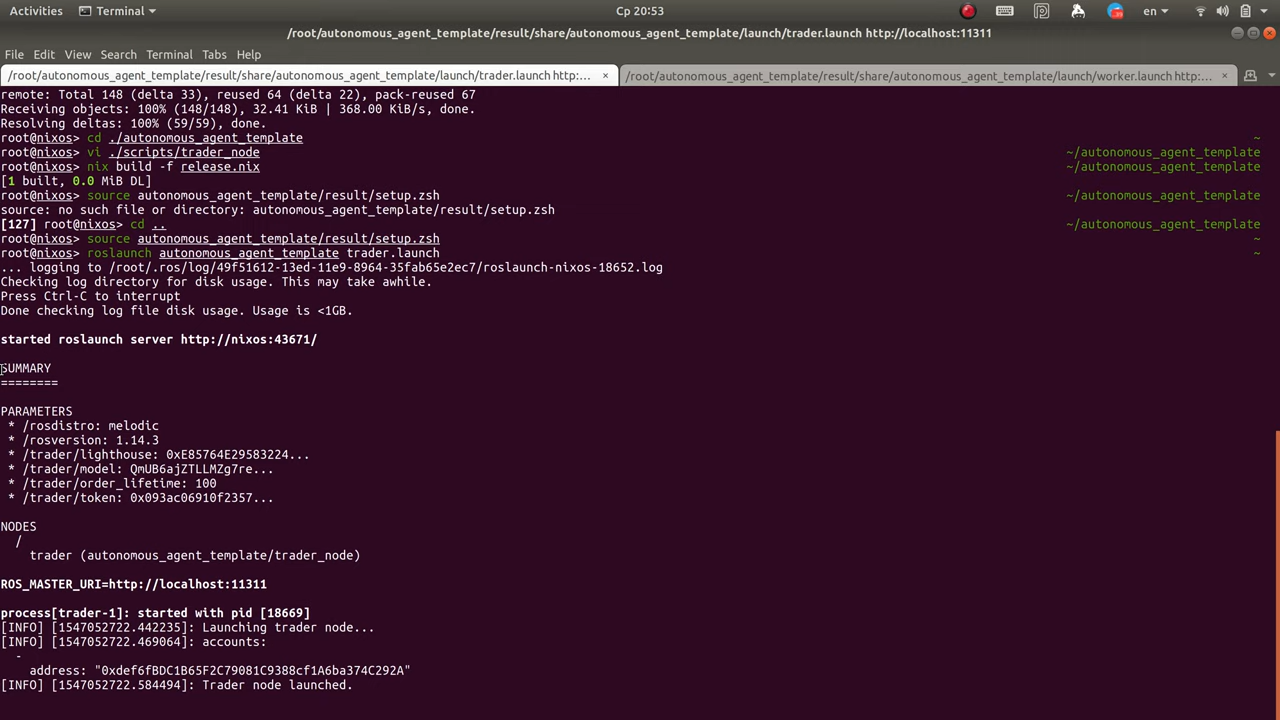 Activities Terminal Ср 20:53 en
/root/autonomous_agent_template/result/share/autonomous_agent_template/launch/trader.launch http://localhost:11311
File Edit View Search Terminal Tabs Help
/root/autonomous_agent_template/result/share/autonomous_agent_template/launch/trader.launch http:... × /root/autonomous_agent_template/result/share/autonomous_agent_template/launch/worker.launch http:... ×
remote: Total 148 (delta 33), reused 64 (delta 22), pack-reused 67
Receiving objects: 100% (148/148), 32.41 KiB | 368.00 KiB/s, done.
Resolving deltas: 100% (59/59), done.
root@nixos> cd ./autonomous_agent_template ~
root@nixos> vi ./scripts/trader_node ~/autonomous_agent_template
root@nixos> nix build -f release.nix ~/autonomous_agent_template
[1 built, 0.0 MiB DL]
root@nixos> source autonomous_agent_template/result/setup.zsh ~/autonomous_agent_template
source: no such file or directory: autonomous_agent_template/result/setup.zsh
[127] root@nixos> cd .. ~/autonomous_agent_template
root@nixos> source autonomous_agent_template/result/setup.zsh ~
root@nixos> roslaunch autonomous_agent_template trader.launch ~
... logging to /root/.ros/log/49f51612-13ed-11e9-8964-35fab65e2ec7/roslaunch-nixos-18652.log
Checking log directory for disk usage. This may take awhile.
Press Ctrl-C to interrupt
Done checking log file disk usage. Usage is <1GB.
started roslaunch server http://nixos:43671/
SUMMARY
========
PARAMETERS
* /rosdistro: melodic
* /rosversion: 1.14.3
* /trader/lighthouse: 0xE85764E29583224...
* /trader/model: QmUB6ajZTLLMZg7re...
* /trader/order_lifetime: 100
* /trader/token: 0x093ac06910f2357...
NODES
/
trader (autonomous_agent_template/trader_node)
ROS_MASTER_URI=http://localhost:11311
process[trader-1]: started with pid [18669]
[INFO] [1547052722.442235]: Launching trader node...
[INFO] [1547052722.469064]: accounts:
-
address: "0xdef6fBDC1B65F2C79081C9388cf1A6ba374C292A"
[INFO] [1547052722.584494]: Trader node launched.